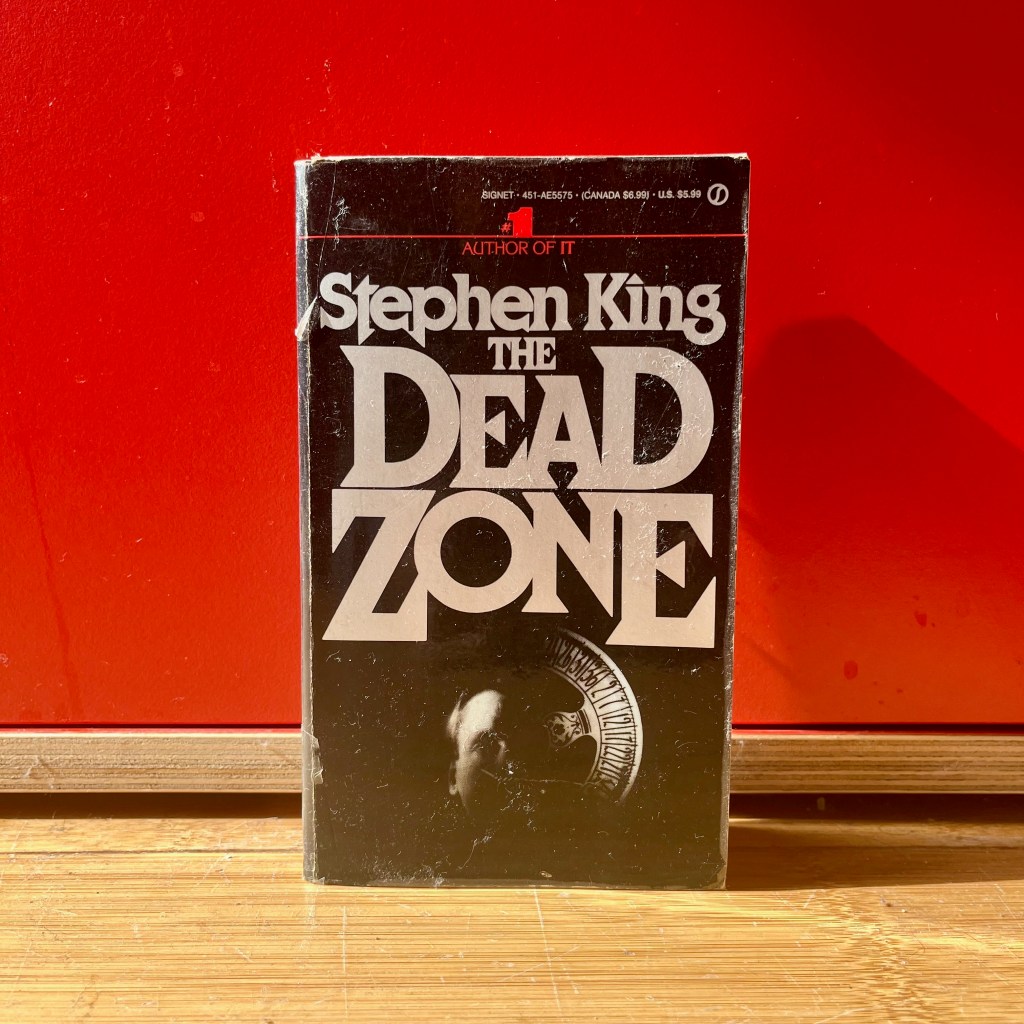 SIGNET • 451-AE5575 • (CANADA $6.99) • U.S. $5.99
#1
AUTHOR OF IT
Stephen King
THE
DEAD
ZONE